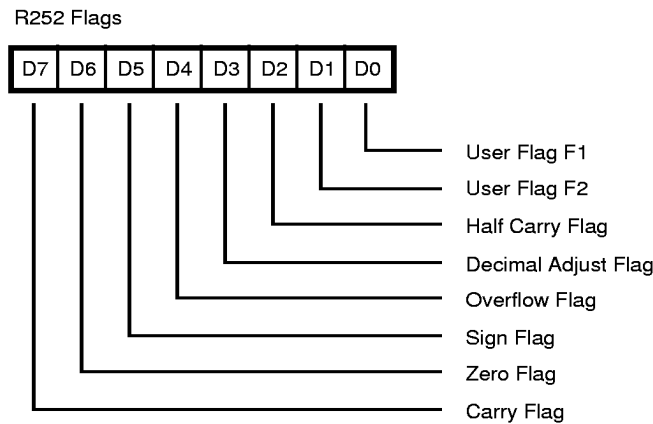 R252 Flags
D7 D6 D5 D4 D3 D2 D1 D0
User Flag F1
User Flag F2
Half Carry Flag
Decimal Adjust Flag
Overflow Flag
Sign Flag
Zero Flag
Carry Flag